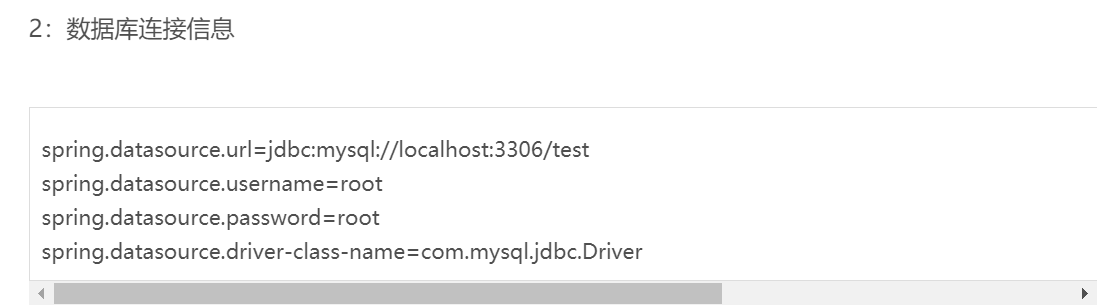 2：数据库连接信息
spring.datasource.url=jdbc:mysql://localhost:3306/test
spring.datasource.username=root
spring.datasource.password=root
spring.datasource.driver-class-name=com.mysql.jdbc.Driver